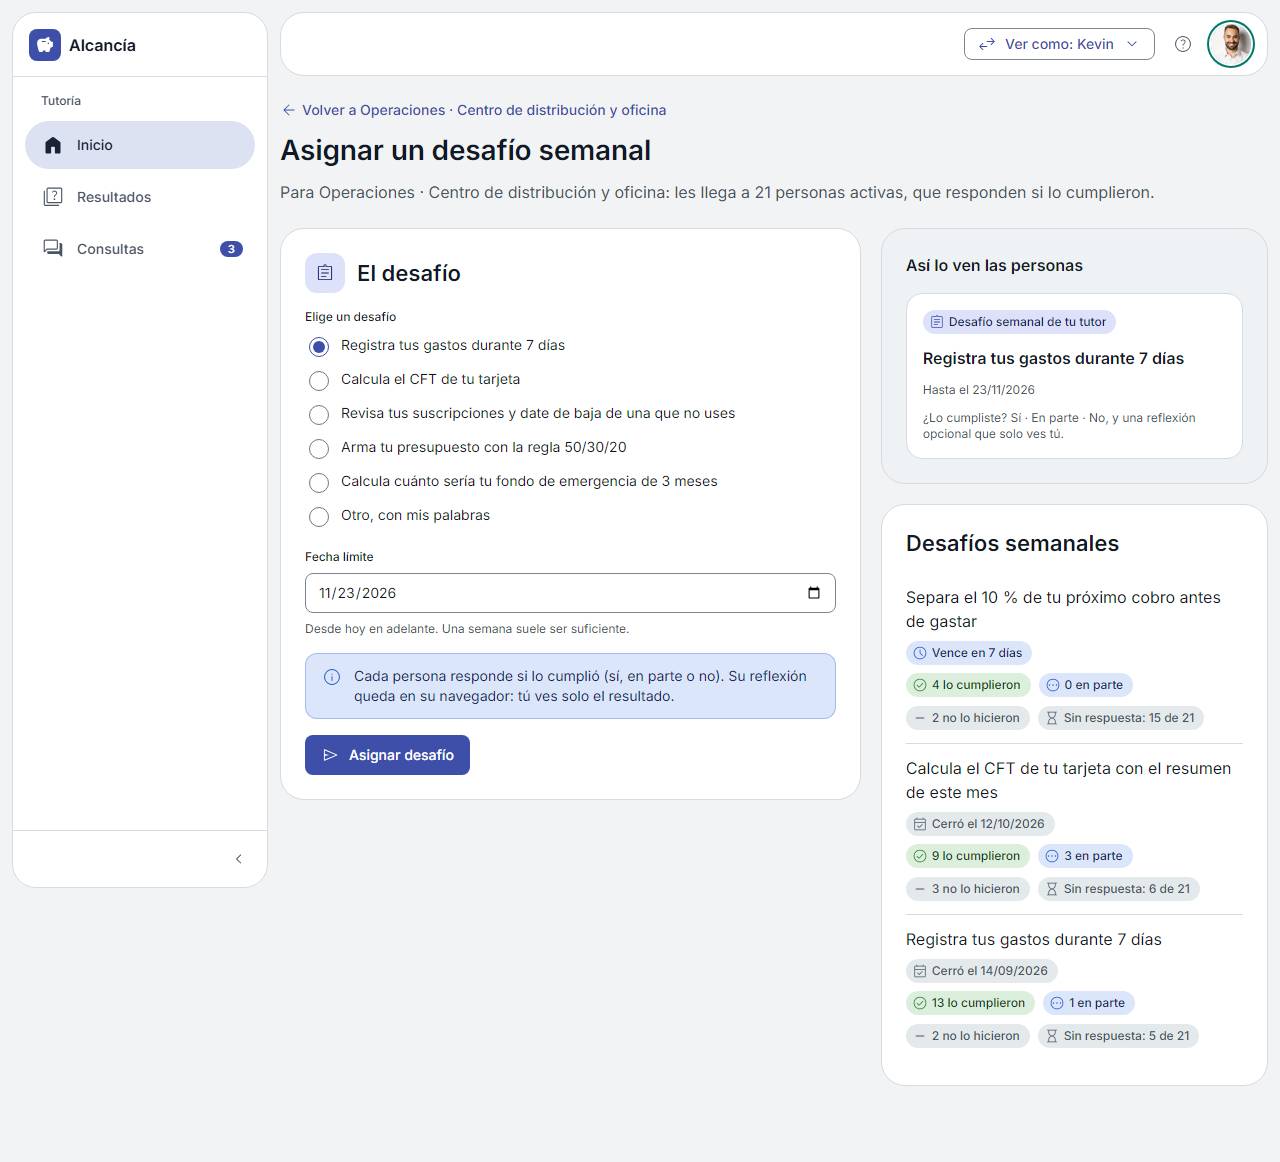 Alcancía
Ver como: Kevin
Tutoría
Inicio
Resultados
Consultas
3
Volver a Operaciones · Centro de distribución y oficina
Asignar un desafío semanal
Para Operaciones · Centro de distribución y oficina: les llega a 21 personas activas, que responden si lo cumplieron.
El desafío
Elige un desafío
Registra tus gastos durante 7 días
Calcula el CFT de tu tarjeta
Revisa tus suscripciones y date de baja de una que no uses
Arma tu presupuesto con la regla 50/30/20
Calcula cuánto sería tu fondo de emergencia de 3 meses
Otro, con mis palabras
Fecha límite
11/23/2026
Desde hoy en adelante. Una semana suele ser suficiente.
Cada persona responde si lo cumplió (sí, en parte o no). Su reflexión
queda en su navegador: tú ves solo el resultado.
Asignar desafío
Así lo ven las personas
Desafío semanal de tu tutor
Registra tus gastos durante 7 días
Hasta el 23/11/2026
¿Lo cumpliste? Sí · En parte · No, y una reflexión
opcional que solo ves tú.
Desafíos semanales
Separa el 10 % de tu próximo cobro antes
de gastar
Vence en 7 días
4 lo cumplieron
0 en parte
2 no lo hicieron
Sin respuesta: 15 de 21
Calcula el CFT de tu tarjeta con el resumen
de este mes
Cerró el 12/10/2026
9 lo cumplieron
3 en parte
3 no lo hicieron
Sin respuesta: 6 de 21
Registra tus gastos durante 7 días
Cerró el 14/09/2026
13 lo cumplieron
1 en parte
2 no lo hicieron
Sin respuesta: 5 de 21